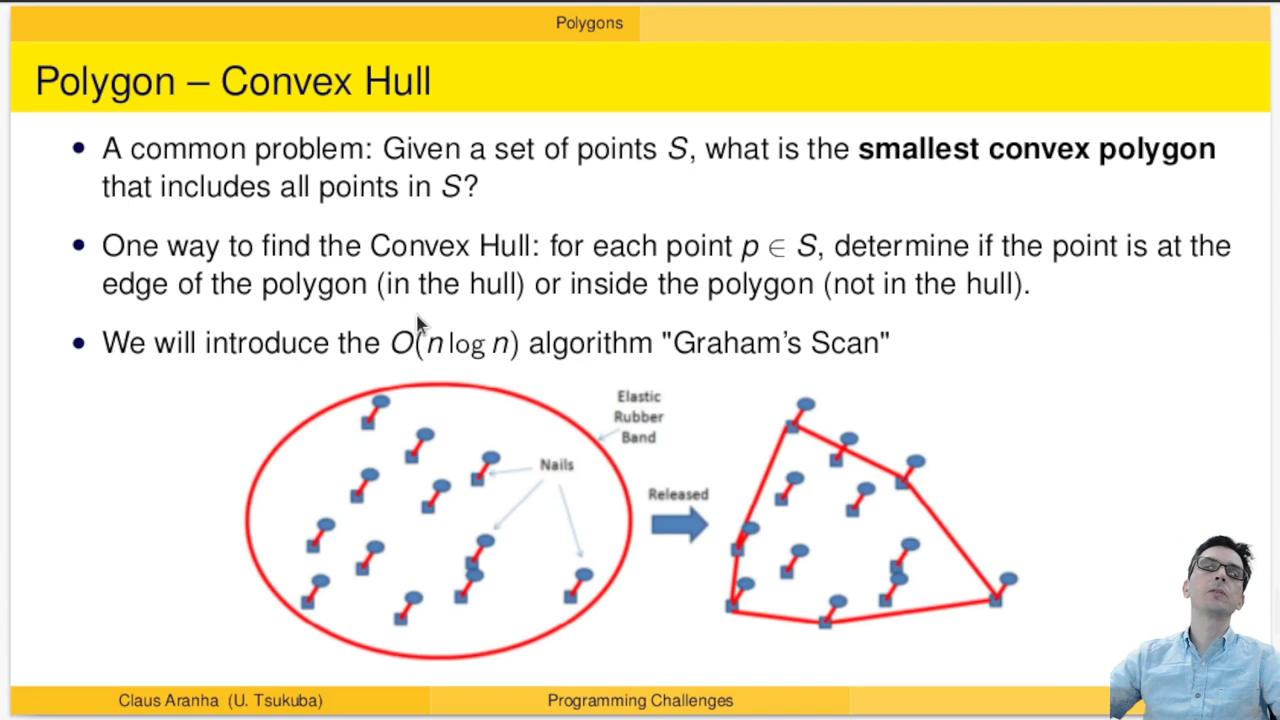 Polygons
Polygon – Convex Hull
• A common problem: Given a set of points S, what is the smallest convex polygon
that includes all points in S?
• One way to find the Convex Hull: for each point p ∈ S, determine if the point is at the
edge of the polygon (in the hull) or inside the polygon (not in the hull).
• We will introduce the O(n log n) algorithm "Graham's Scan"
Elastic
Rubber
Band
Nails
Released
Claus Aranha (U. Tsukuba)
Programming Challenges